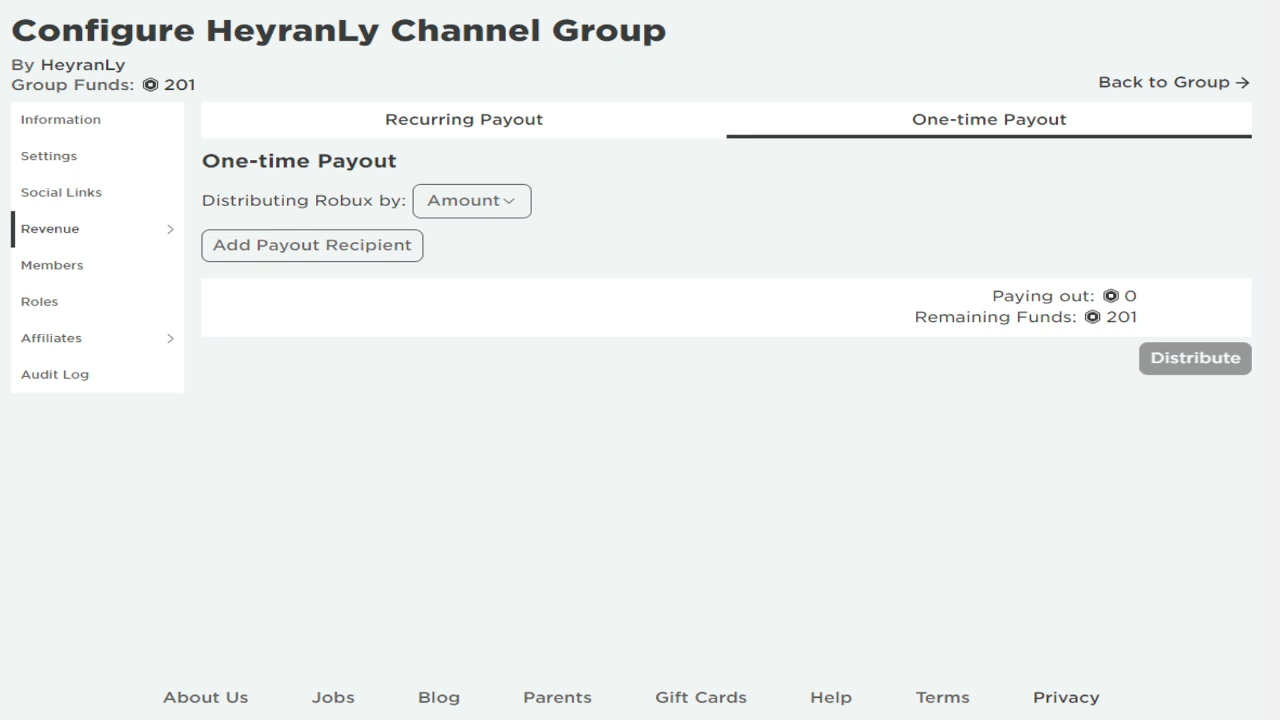 Configure HeyranLy Channel Group
By HeyranLy
Group Funds: 201
Back to Group →
Information
Settings
Social Links
Revenue
Members
Roles
Affiliates
Audit Log
Recurring Payout
One-time Payout
One-time Payout
Distributing Robux by: Amount
Add Payout Recipient
Paying out: 0
Remaining Funds: 201
Distribute
About Us Jobs Blog Parents Gift Cards Help Terms Privacy